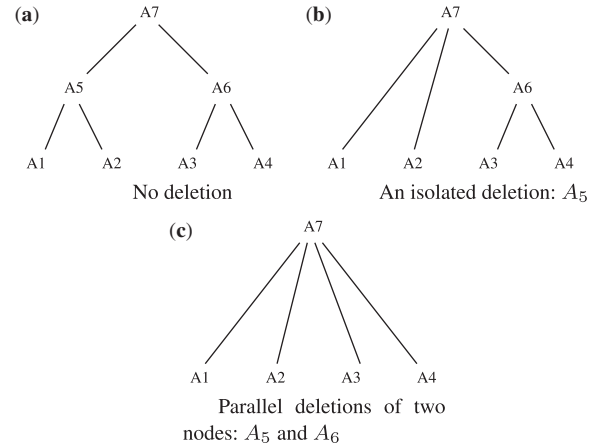 (a)
A7
A5 A6
A1 A2 A3 A4
No deletion
(b)
A7
A6
A1 A2 A3 A4
An isolated deletion: A₅
(c)
A7
A1 A2 A3 A4
Parallel deletions of two
nodes: A₅ and A₆